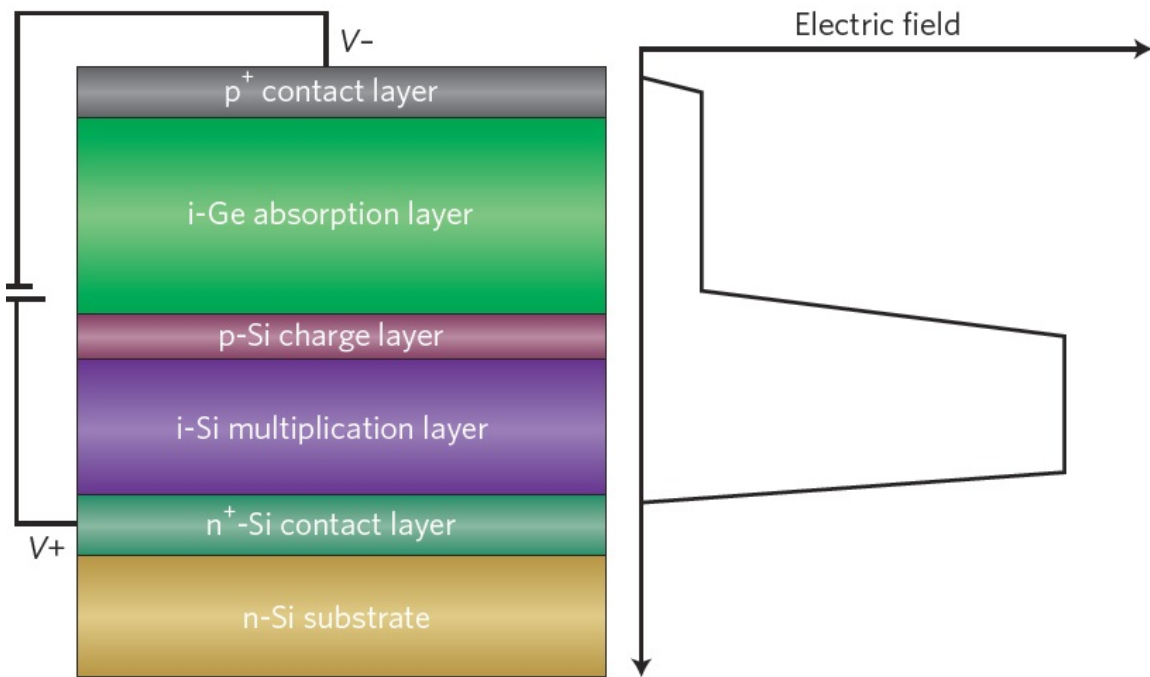 Electric field
V–
p⁺ contact layer
i-Ge absorption layer
p-Si charge layer
i-Si multiplication layer
n⁺-Si contact layer
V+
n-Si substrate